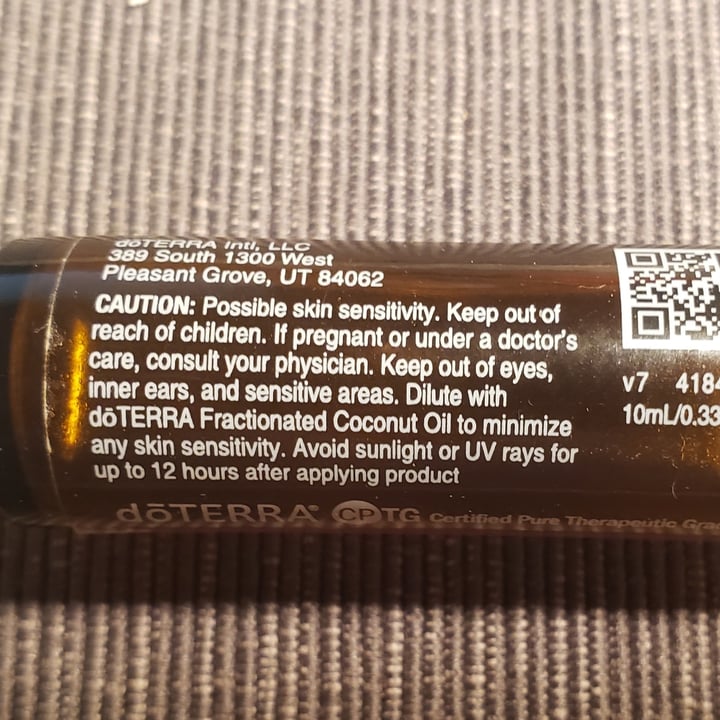 dōTERRA Intl, LLC
389 South 1300 West
Pleasant Grove, UT 84062
CAUTION: Possible skin sensitivity. Keep out of
reach of children. If pregnant or under a doctor's
care, consult your physician. Keep out of eyes,
inner ears, and sensitive areas. Dilute with
dōTERRA Fractionated Coconut Oil to minimize
any skin sensitivity. Avoid sunlight or UV rays for
up to 12 hours after applying product
v7 4184
10mL/0.33
dōTERRA® CPTG Certified Pure Therapeutic